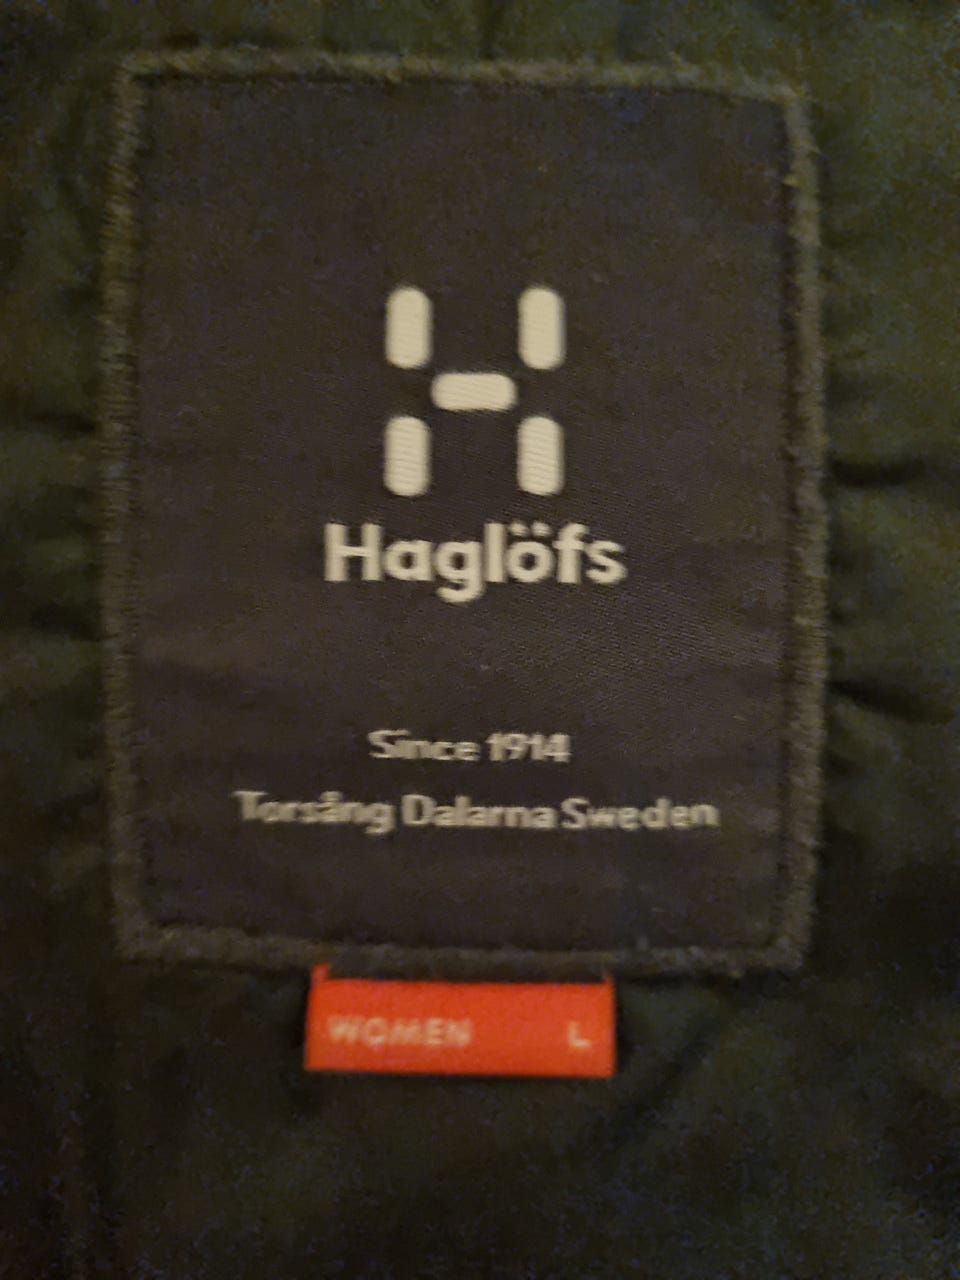 Haglöfs
Since 1914
Torsång Dalarna Sweden
WOMEN L